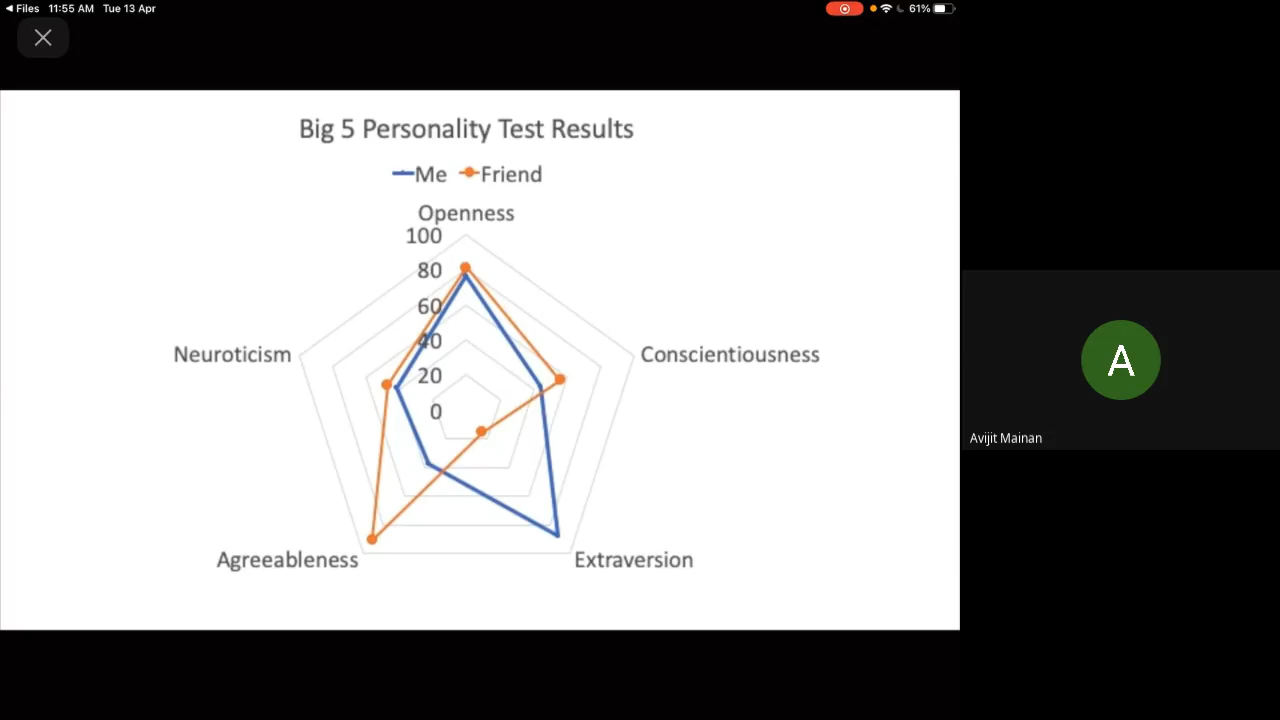 Files 11:55 AM Tue 13 Apr 61%
Big 5 Personality Test Results
Me Friend
Openness
100
80
60
40
20
0
Neuroticism
Conscientiousness
Agreeableness
Extraversion
A
Avijit Mainan